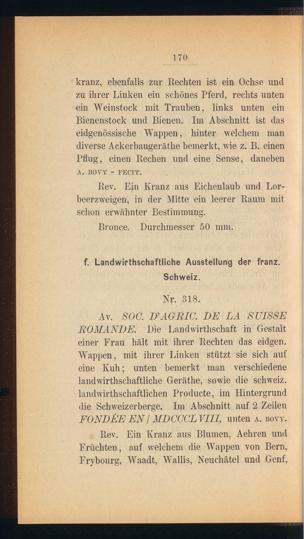 170
kranz, ebenfalls zur Rechten ist ein Ochse und
zu ihrer Linken ein schönes Pferd, rechts unten
ein Weinstock mit Trauben, links unten ein
Bienenstock und Bienen. Im Abschnitt ist das
eidgenössische Wappen, hinter welchem man
diverse Ackerbaugeräthe bemerkt, wie z. B. einen
Pflug, einen Rechen und eine Sense, daneben
A. BOVY - FECIT.
Rev. Ein Kranz aus Eichenlaub und Lor-
beerzweigen, in der Mitte ein leerer Raum mit
schon erwähnter Bestimmung.
Bronce. Durchmesser 50 mm.
f. Landwirthschaftliche Ausstellung der franz.
Schweiz.
Nr. 318.
Av. SOC. D'AGRIC. DE LA SUISSE
ROMANDE. Die Landwirthschaft in Gestalt
einer Frau hält mit ihrer Rechten das eidgen.
Wappen, mit ihrer Linken stützt sie sich auf
eine Kuh; unten bemerkt man verschiedene
landwirthschaftliche Geräthe, sowie die schweiz.
landwirthschaftlichen Producte, im Hintergrund
die Schweizerberge. Im Abschnitt auf 2 Zeilen
FONDÉE EN | MDCCCLVIII, unten A. BOVY.
Rev. Ein Kranz aus Blumen, Aehren und
Früchten, auf welchem die Wappen von Bern,
Frybourg, Waadt, Wallis, Neuchâtel und Genf,